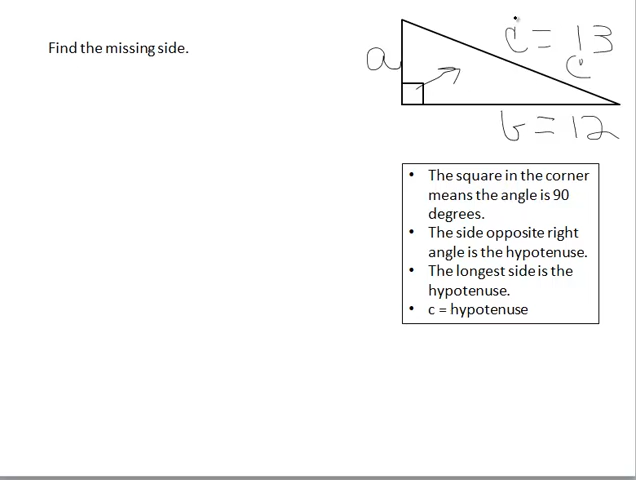 Find the missing side.
c = 13
a
c
b = 12
• The square in the corner
means the angle is 90
degrees.
• The side opposite right
angle is the hypotenuse.
• The longest side is the
hypotenuse.
• c = hypotenuse